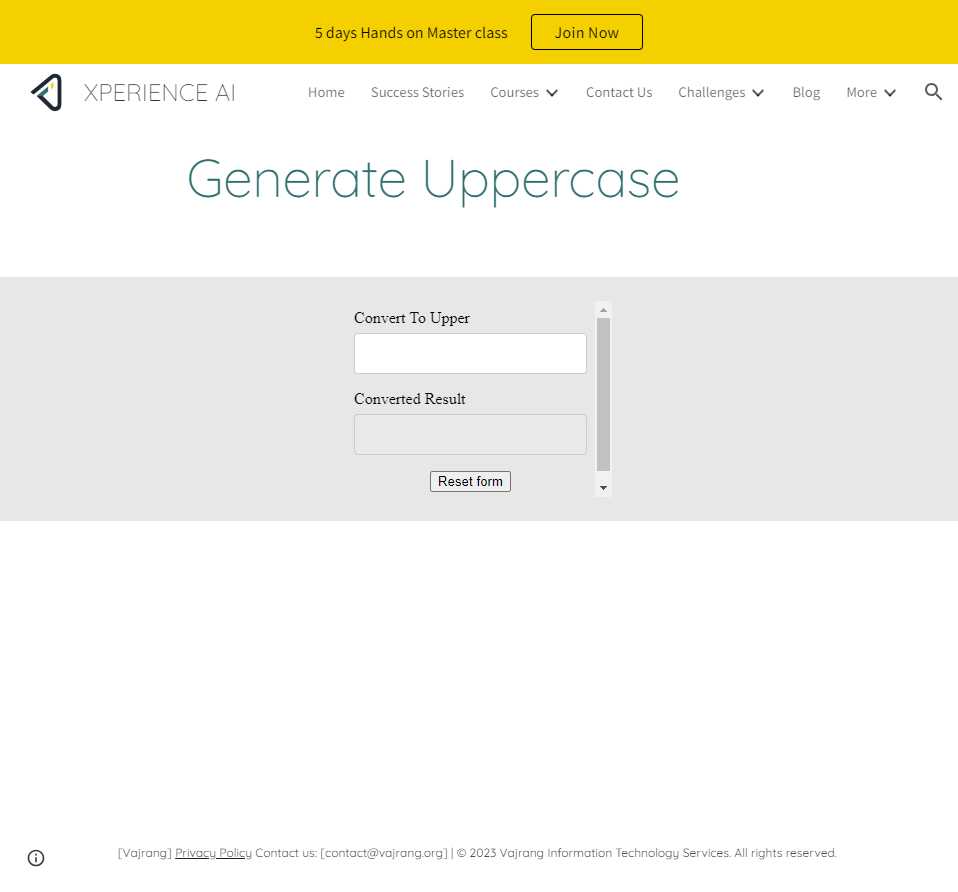 5 days Hands on Master class Join Now
XPERIENCE AI Home Success Stories Courses Contact Us Challenges Blog More
Generate Uppercase
Convert To Upper
Converted Result
Reset form
[Vajrang] Privacy Policy Contact us: [contact@vajrang.org] | © 2023 Vajrang Information Technology Services. All rights reserved.